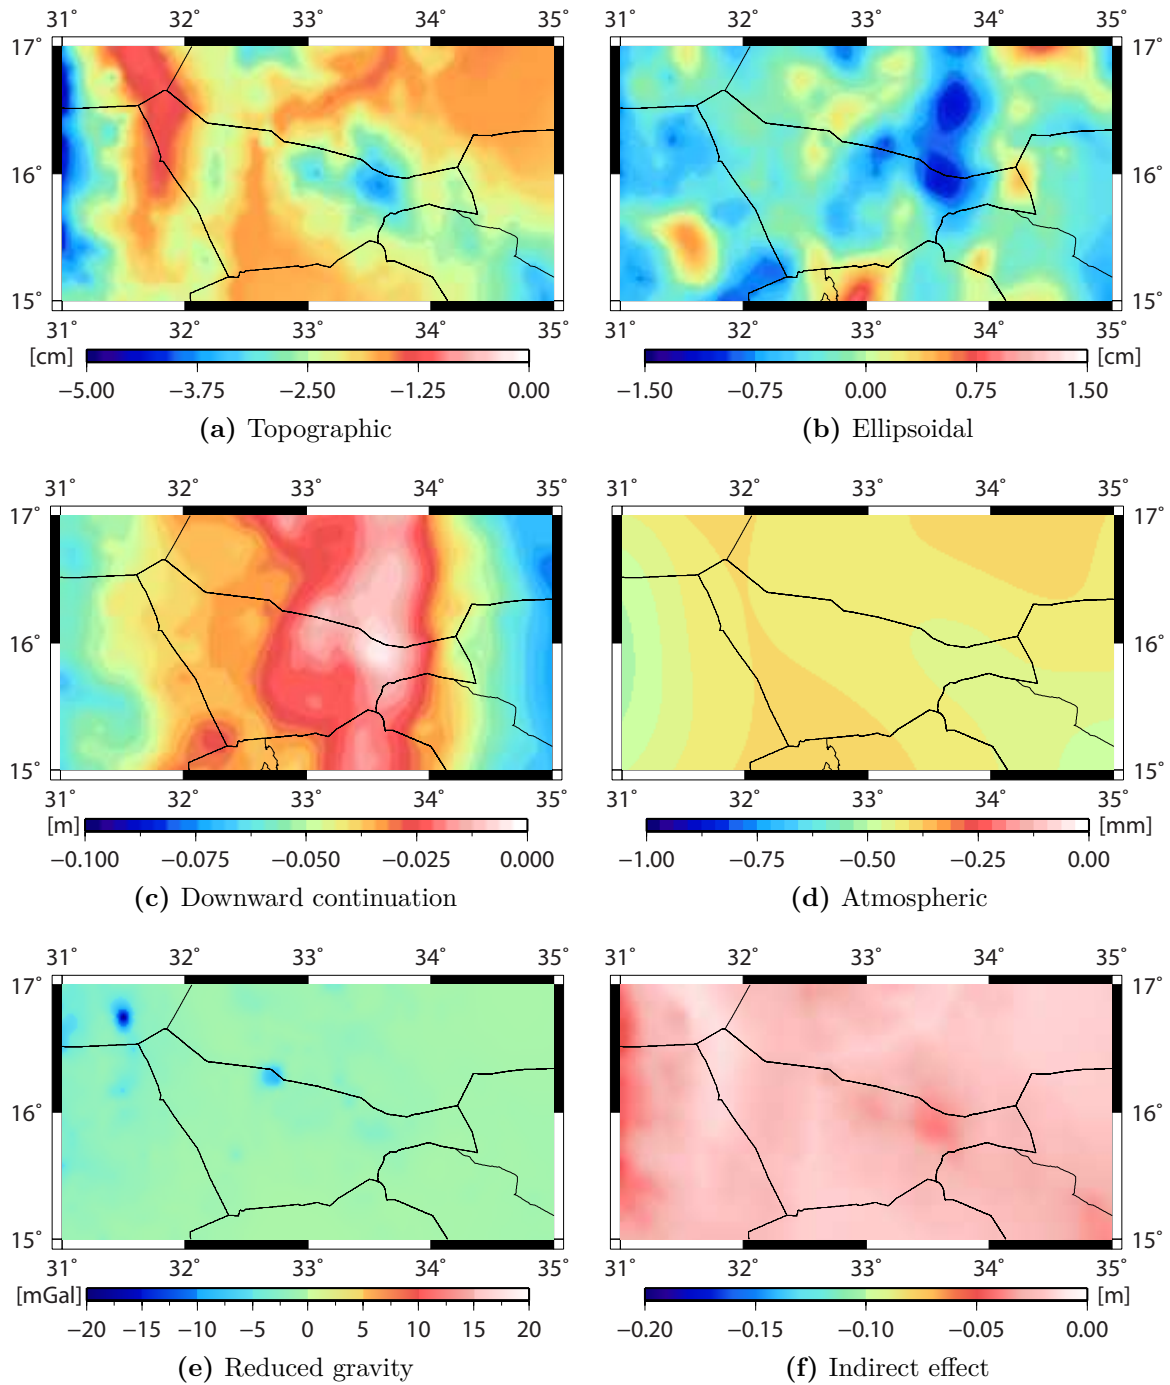 31° 32° 33° 34° 35° 31° 32° 33° 34° 35°
17° 17°
16° 16°
15° 15°
31° 32° 33° 34° 35° 31° 32° 33° 34° 35°
[cm] [cm]
−5.00 −3.75 −2.50 −1.25 0.00 −1.50 −0.75 0.00 0.75 1.50
(a) Topographic (b) Ellipsoidal
31° 32° 33° 34° 35° 31° 32° 33° 34° 35°
17° 17°
16° 16°
15° 15°
31° 32° 33° 34° 35° 31° 32° 33° 34° 35°
[m] [mm]
−0.100 −0.075 −0.050 −0.025 0.000 −1.00 −0.75 −0.50 −0.25 0.00
(c) Downward continuation (d) Atmospheric
31° 32° 33° 34° 35° 31° 32° 33° 34° 35°
17° 17°
16° 16°
15° 15°
31° 32° 33° 34° 35° 31° 32° 33° 34° 35°
[mGal] [m]
−20 −15 −10 −5 0 5 10 15 20 −0.20 −0.15 −0.10 −0.05 0.00
(e) Reduced gravity (f) Indirect effect